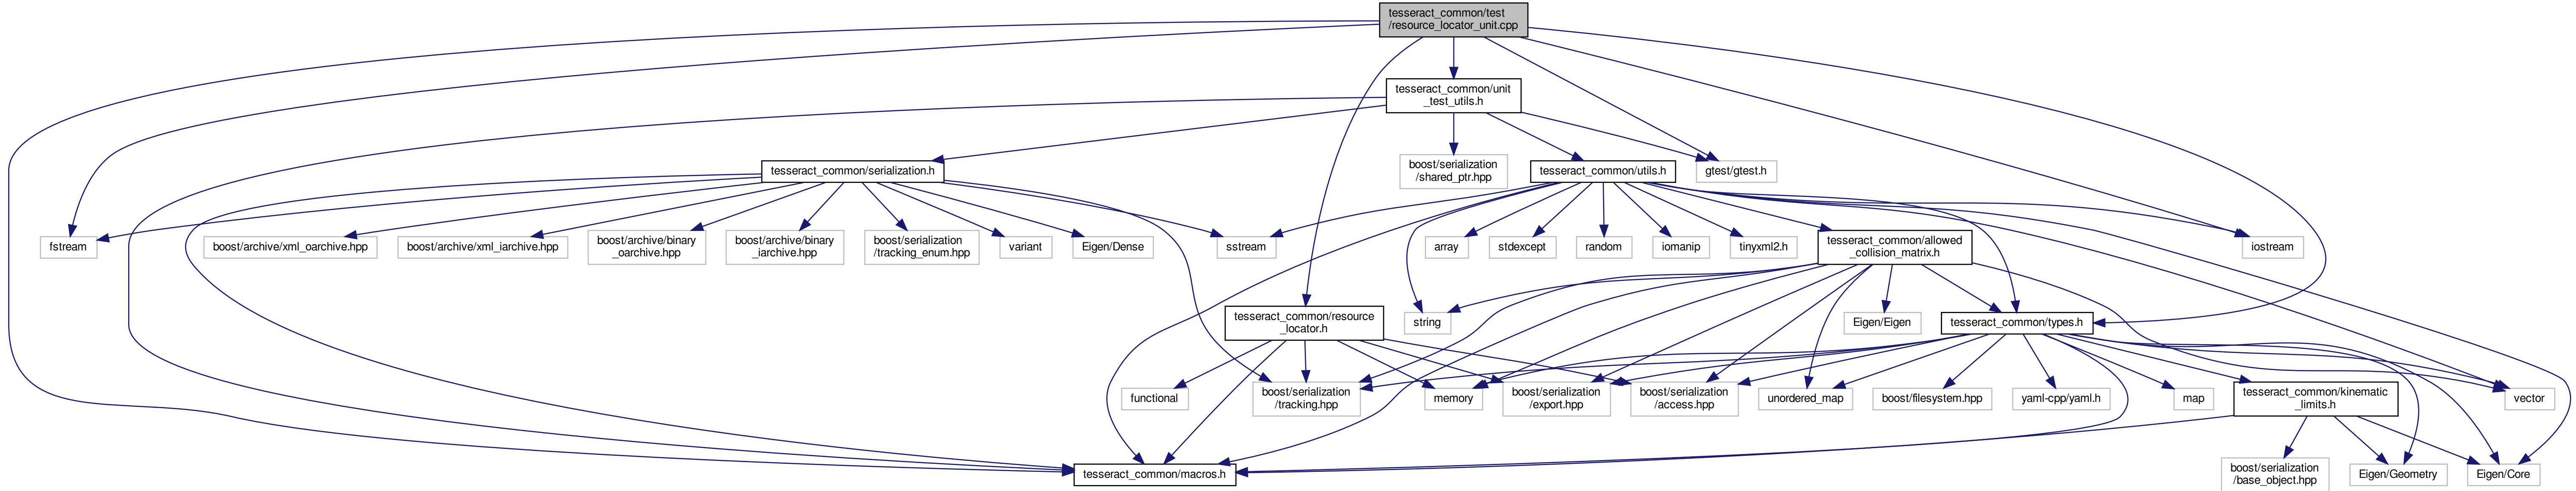 tesseract_common/test
/resource_locator_unit.cpp
tesseract_common/unit
_test_utils.h
boost/serialization
/shared_ptr.hpp
tesseract_common/serialization.h
tesseract_common/utils.h
gtest/gtest.h
fstream
boost/archive/xml_oarchive.hpp
boost/archive/xml_iarchive.hpp
boost/archive/binary
_oarchive.hpp
boost/archive/binary
_iarchive.hpp
boost/serialization
/tracking_enum.hpp
variant
Eigen/Dense
sstream
array
stdexcept
random
iomanip
tinyxml2.h
tesseract_common/allowed
_collision_matrix.h
iostream
tesseract_common/resource
_locator.h
string
Eigen/Eigen
tesseract_common/types.h
functional
boost/serialization
/tracking.hpp
memory
boost/serialization
/export.hpp
boost/serialization
/access.hpp
unordered_map
boost/filesystem.hpp
yaml-cpp/yaml.h
map
tesseract_common/kinematic
_limits.h
vector
tesseract_common/macros.h
boost/serialization
/base_object.hpp
Eigen/Geometry
Eigen/Core